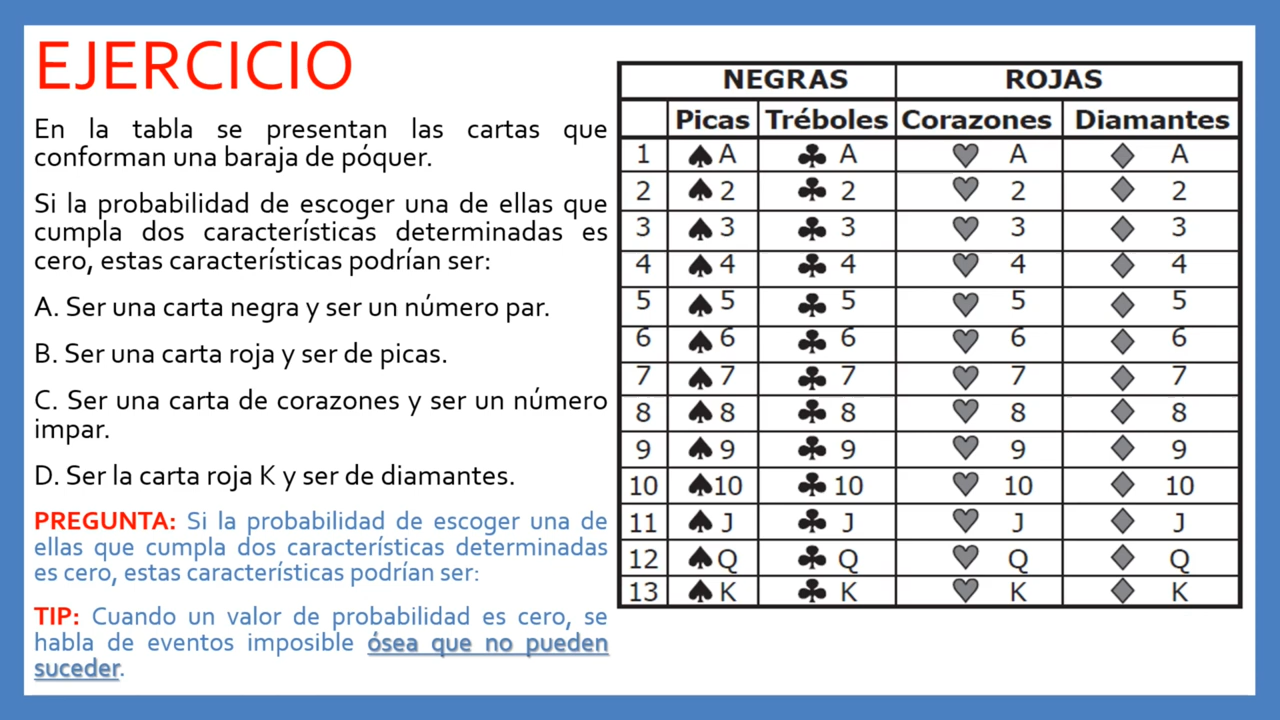 EJERCICIO
En la tabla se presentan las cartas que
conforman una baraja de póquer.
Si la probabilidad de escoger una de ellas que
cumpla dos características determinadas es
cero, estas características podrían ser:
A. Ser una carta negra y ser un número par.
B. Ser una carta roja y ser de picas.
C. Ser una carta de corazones y ser un número
impar.
D. Ser la carta roja K y ser de diamantes.
PREGUNTA: Si la probabilidad de escoger una de
ellas que cumpla dos características determinadas
es cero, estas características podrían ser:
TIP: Cuando un valor de probabilidad es cero, se
habla de eventos imposible ósea que no pueden
suceder.
NEGRAS ROJAS
Picas Tréboles Corazones Diamantes
1 ♠ A ♣ A ♥ A ♦ A
2 ♠ 2 ♣ 2 ♥ 2 ♦ 2
3 ♠ 3 ♣ 3 ♥ 3 ♦ 3
4 ♠ 4 ♣ 4 ♥ 4 ♦ 4
5 ♠ 5 ♣ 5 ♥ 5 ♦ 5
6 ♠ 6 ♣ 6 ♥ 6 ♦ 6
7 ♠ 7 ♣ 7 ♥ 7 ♦ 7
8 ♠ 8 ♣ 8 ♥ 8 ♦ 8
9 ♠ 9 ♣ 9 ♥ 9 ♦ 9
10 ♠ 10 ♣ 10 ♥ 10 ♦ 10
11 ♠ J ♣ J ♥ J ♦ J
12 ♠ Q ♣ Q ♥ Q ♦ Q
13 ♠ K ♣ K ♥ K ♦ K